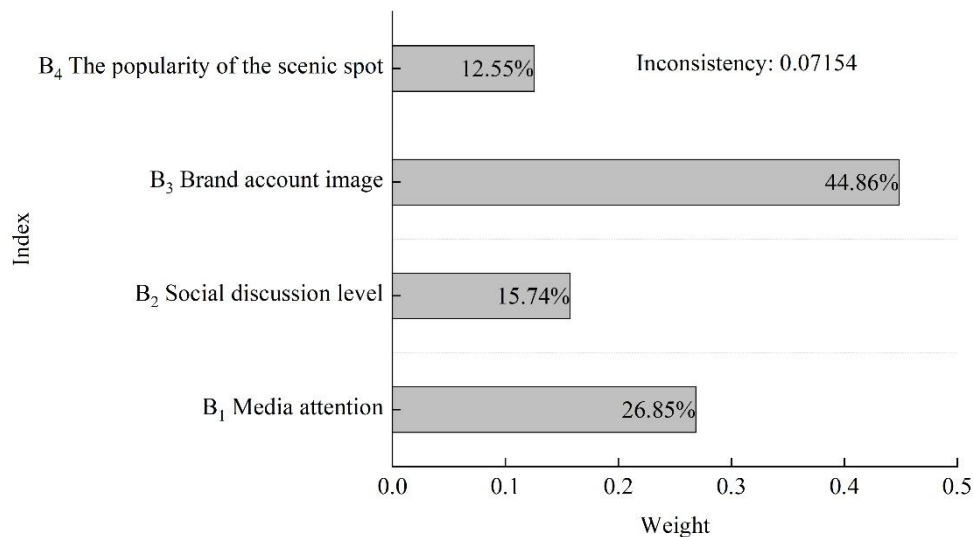 B₄ The popularity of the scenic spot
12.55%
Inconsistency: 0.07154
B₃ Brand account image
44.86%
Index
B₂ Social discussion level
15.74%
B₁ Media attention
26.85%
0.0 0.1 0.2 0.3 0.4 0.5
Weight